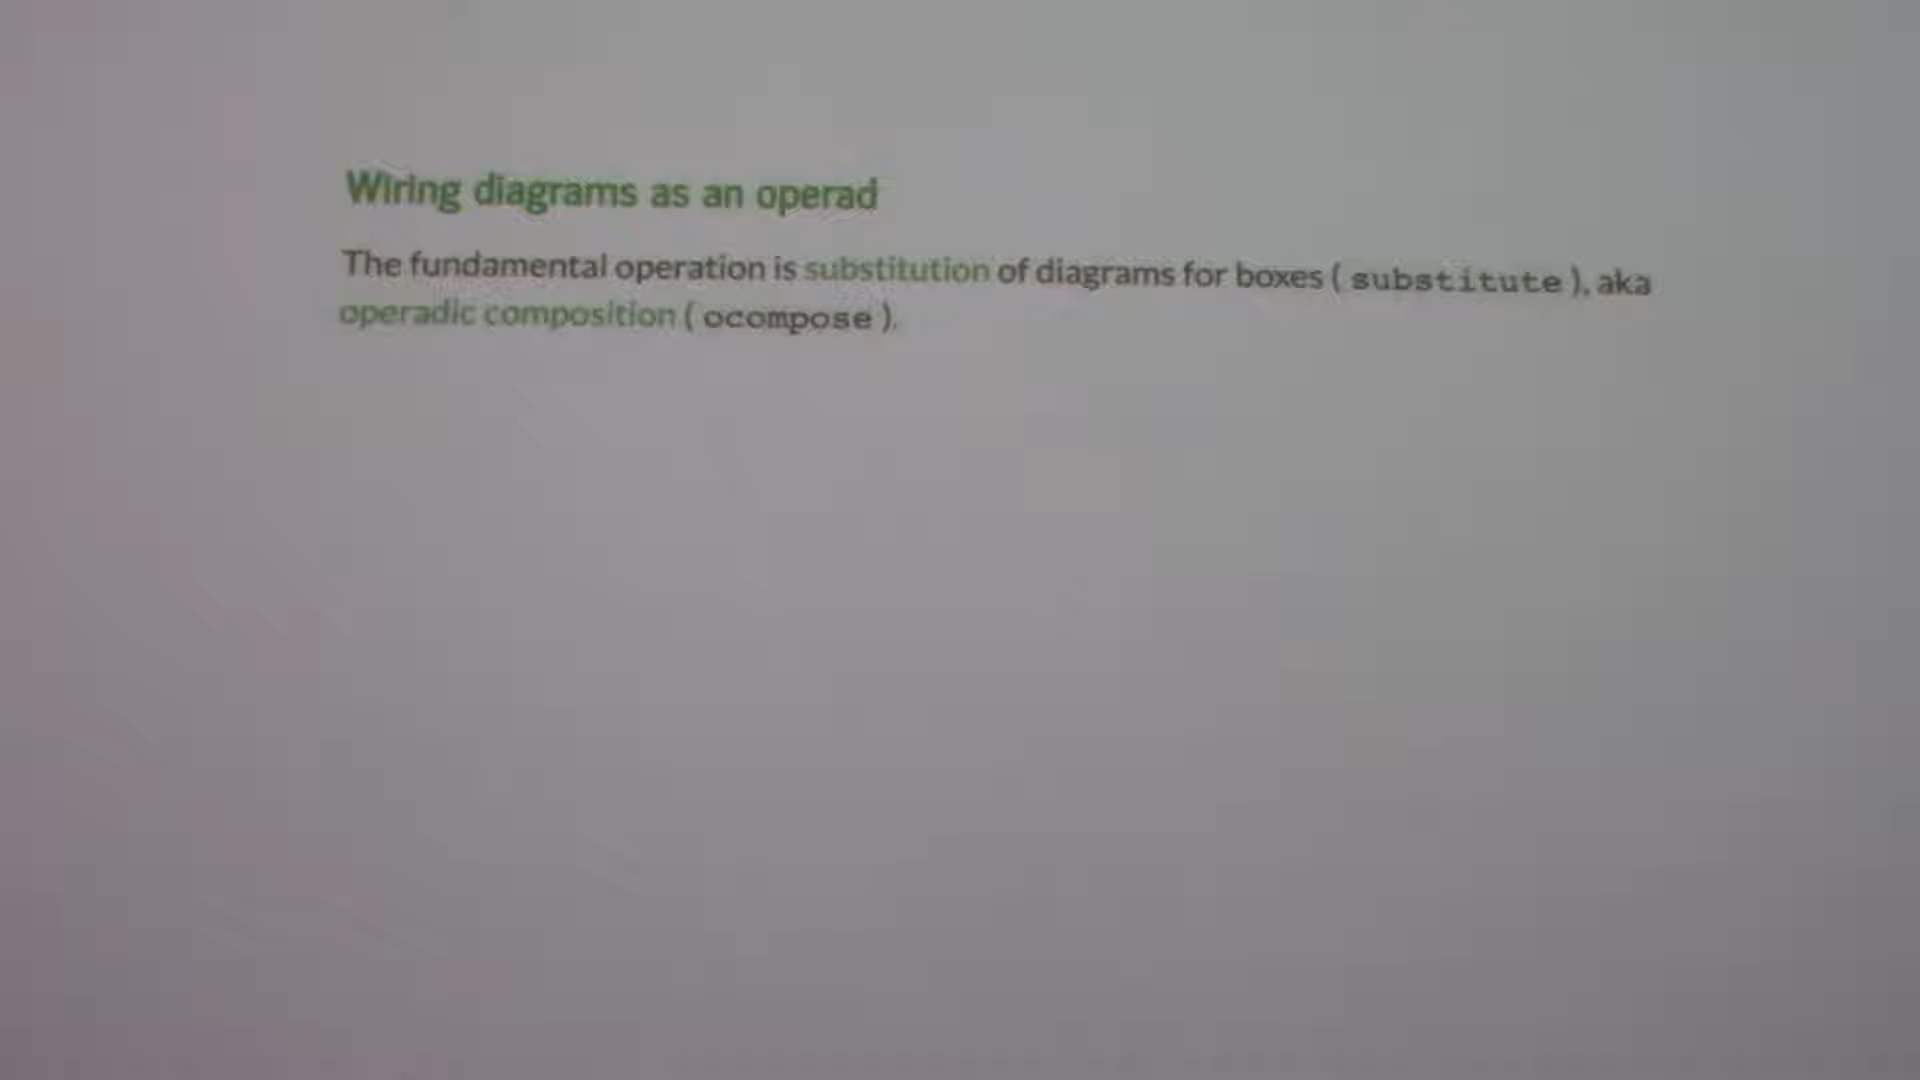 Wiring diagrams as an operad
The fundamental operation is substitution of diagrams for boxes ( substitute ), aka
operadic composition ( ocompose ).